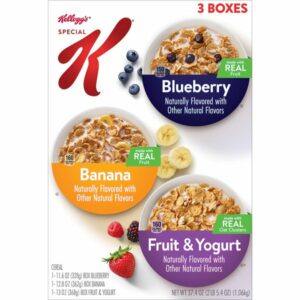 Kellogg's
3 BOXES
SPECIAL
K
Blueberry
Naturally Flavored with
Other Natural Flavors
made with
REAL
Fruit
Banana
Naturally Flavored with
Other Natural Flavors
made with
REAL
Fruit
Fruit & Yogurt
Naturally Flavored with
Other Natural Flavors
made with
REAL
Oat Clusters
CEREAL
1-11.6 OZ (328g) BOX BLUEBERRY
1-12.8 OZ (362g) BOX BANANA
1-13 OZ (368g) BOX FRUIT & YOGURT
NET WT 37.4 OZ (2 LB 5.4 OZ) (1.06kg)